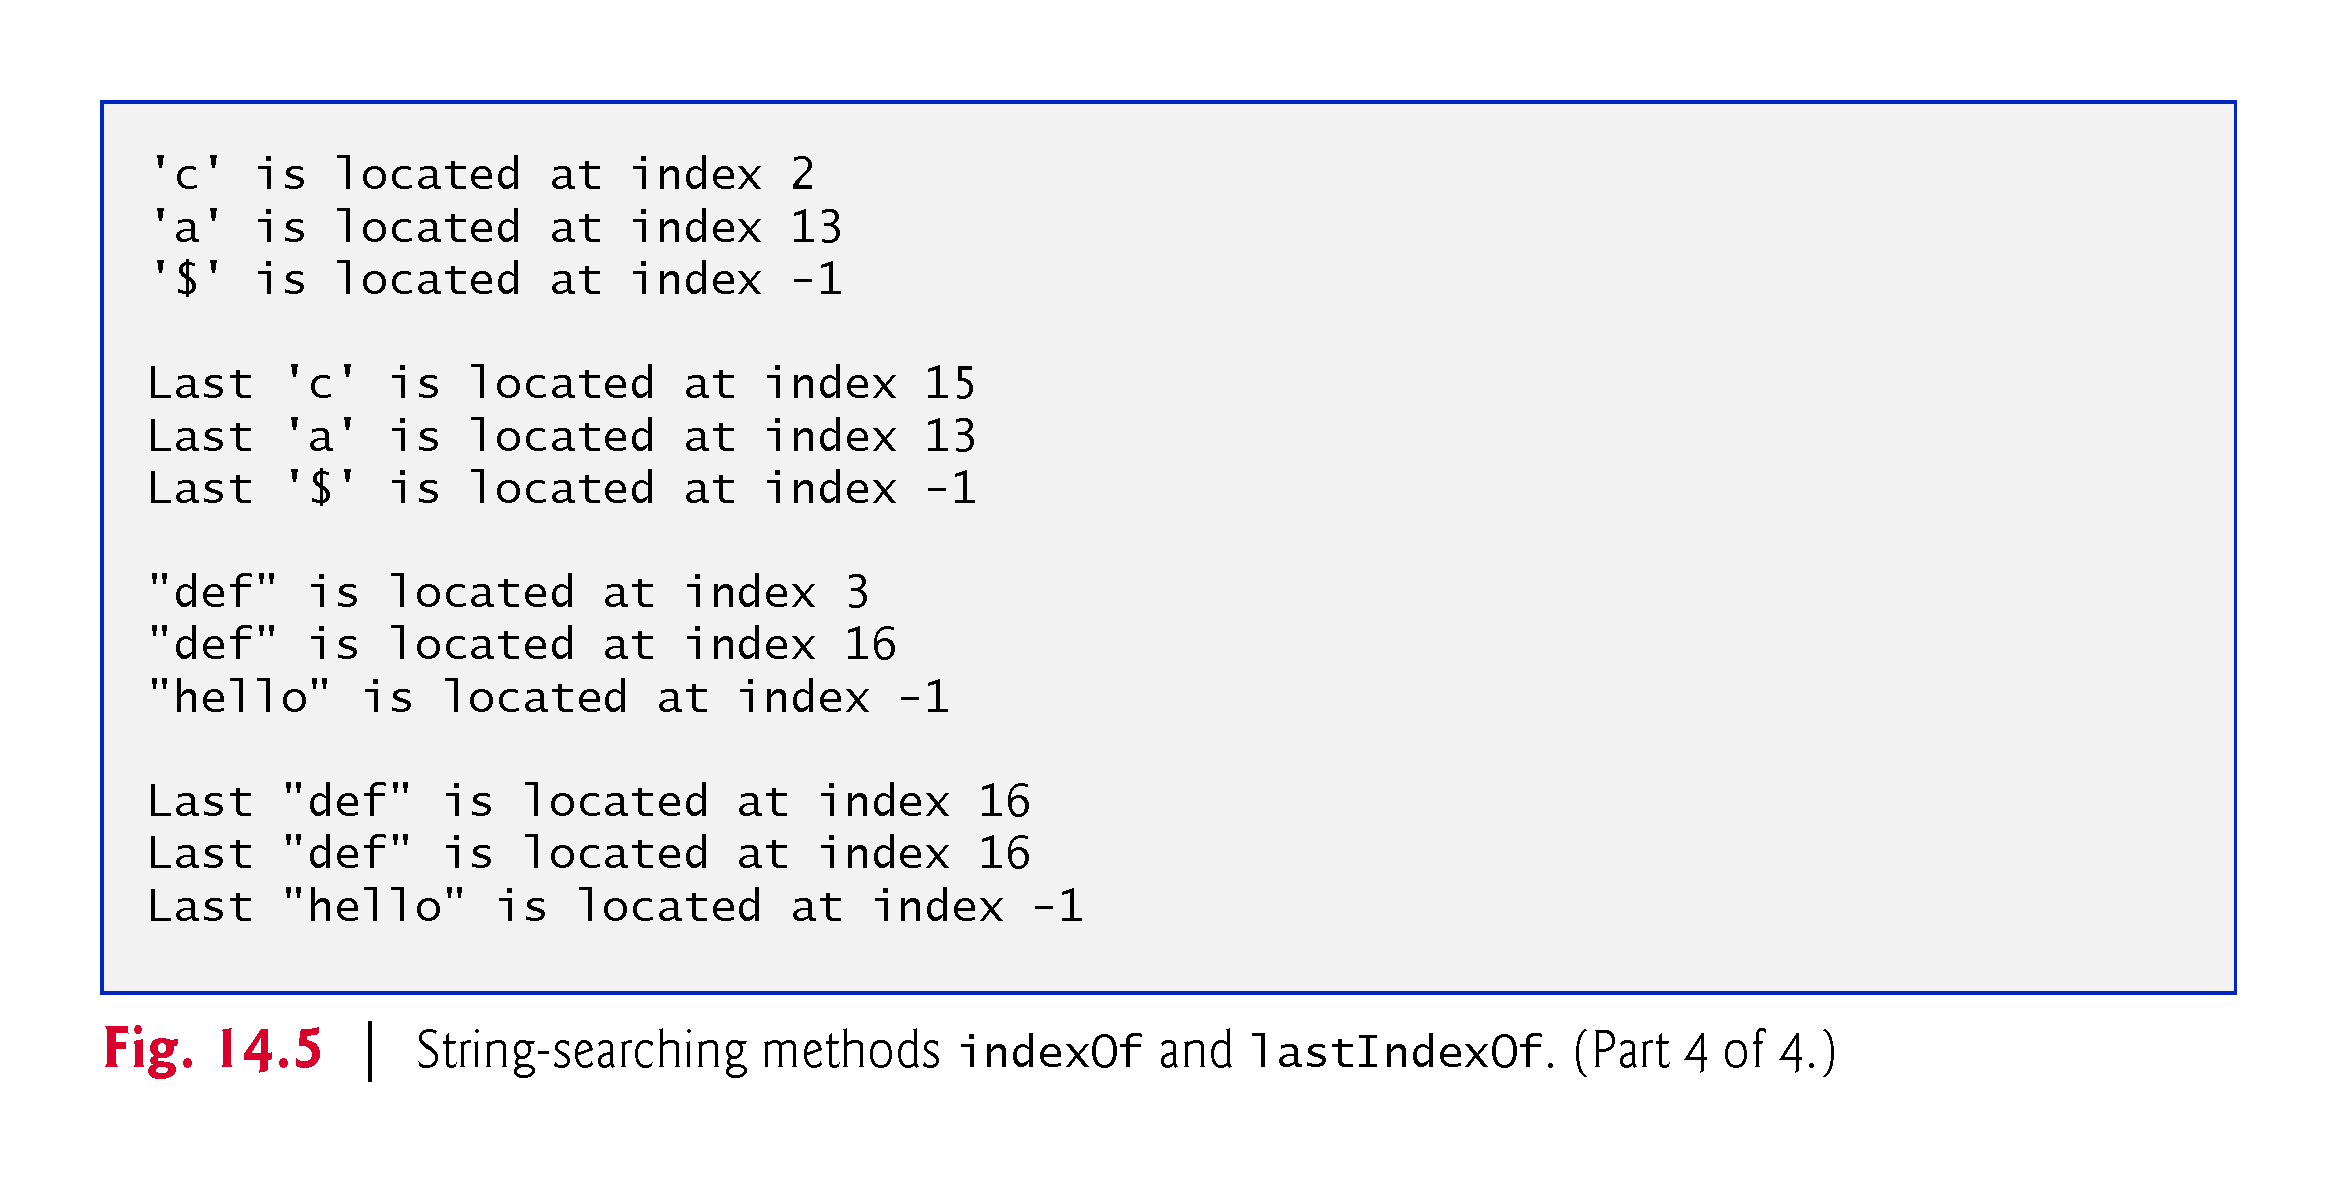 'c' is located at index 2
'a' is located at index 13
'$' is located at index -1
Last 'c' is located at index 15
Last 'a' is located at index 13
Last '$' is located at index -1
"def" is located at index 3
"def" is located at index 16
"hello" is located at index -1
Last "def" is located at index 16
Last "def" is located at index 16
Last "hello" is located at index -1
Fig. 14.5 | String-searching methods indexOf and lastIndexOf. (Part 4 of 4.)